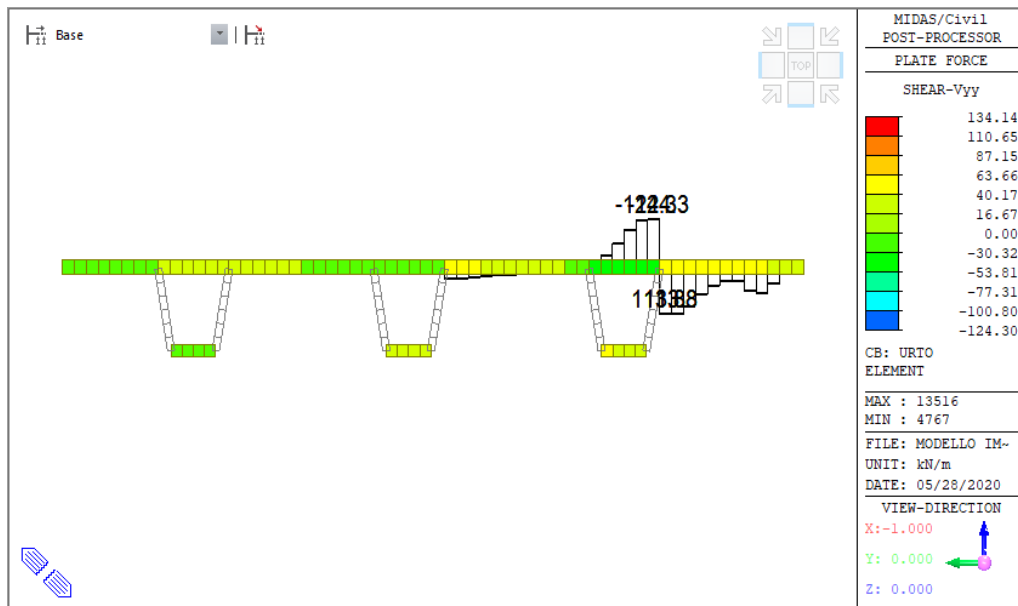 Base
TOP
MIDAS/Civil
POST-PROCESSOR
PLATE FORCE
SHEAR-Vyy
134.14
110.65
87.15
63.66
40.17
16.67
0.00
-30.32
-53.81
-77.31
-100.80
-124.30
CB: URTO
ELEMENT
MAX : 13516
MIN : 4767
FILE: MODELLO IM~
UNIT: kN/m
DATE: 05/28/2020
VIEW-DIRECTION
X:-1.000
Y: 0.000
Z: 0.000